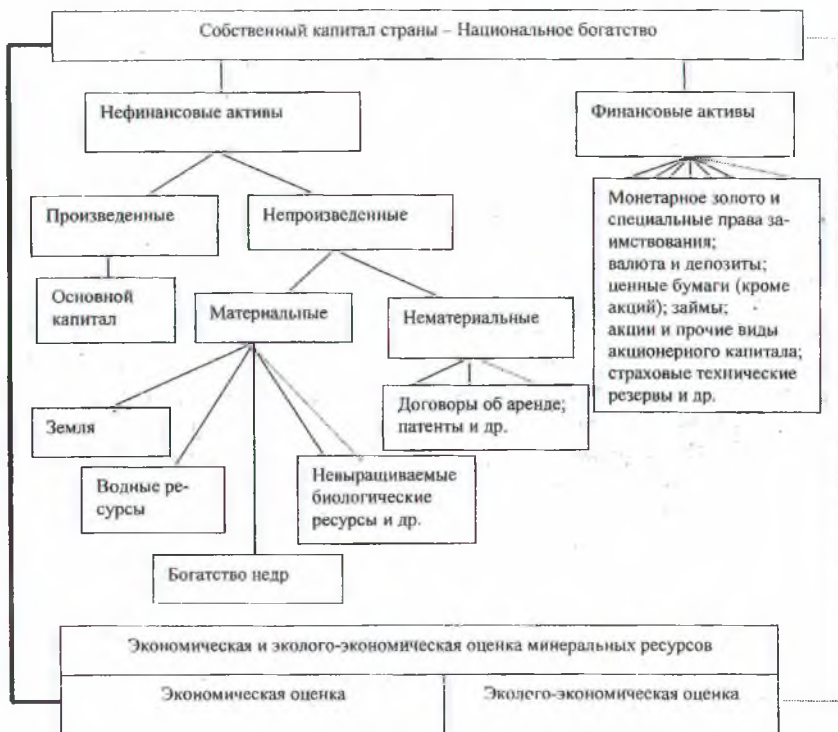 Собственный капитал страны – Национальное богатство
Нефинансовые активы
Финансовые активы
Произведенные
Непроизведенные
Монетарное золото и
специальные права за-
имствования;
валюта и депозиты;
ценные бумаги (кроме
акций); займы;
акции и прочие виды
акционерного капитала;
страховые технические
резервы и др.
Основной
капитал
Материальные
Нематериальные
Земля
Договоры об аренде;
патенты и др.
Водные ре-
сурсы
Невыращиваемые
биологические
ресурсы и др.
Богатство недр
Экономическая и эколого-экономическая оценка минеральных ресурсов
Экономическая оценка
Эколого-экономическая оценка